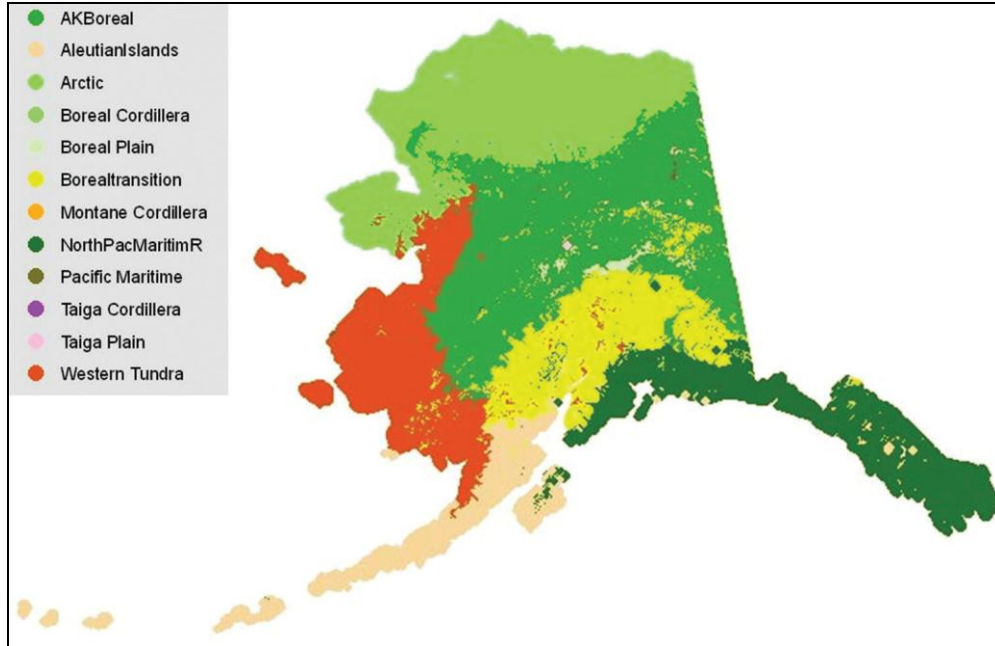 AKBoreal
AleutianIslands
Arctic
Boreal Cordillera
Boreal Plain
Borealtransition
Montane Cordillera
NorthPacMaritimR
Pacific Maritime
Taiga Cordillera
Taiga Plain
Western Tundra